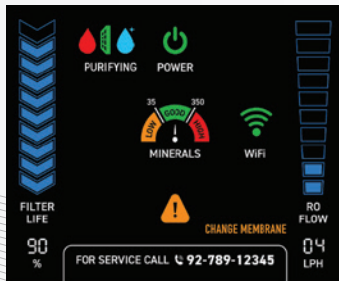 PURIFYING
POWER
35
350
LOW
GOOD
HIGH
MINERALS
WiFi
FILTER
LIFE
90
%
CHANGE MEMBRANE
RO
FLOW
04
LPH
FOR SERVICE CALL 92-789-12345